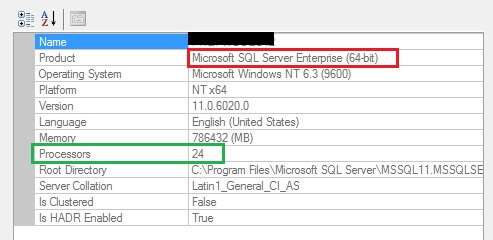 Name
Product Microsoft SQL Server Enterprise (64-bit)
Operating System Microsoft Windows NT 6.3 (9600)
Platform NT x64
Version 11.0.6020.0
Language English (United States)
Memory 786432 (MB)
Processors 24
Root Directory C:\Program Files\Microsoft SQL Server\MSSQL11.MSSQLSE
Server Collation Latin1_General_CI_AS
Is Clustered False
Is HADR Enabled True